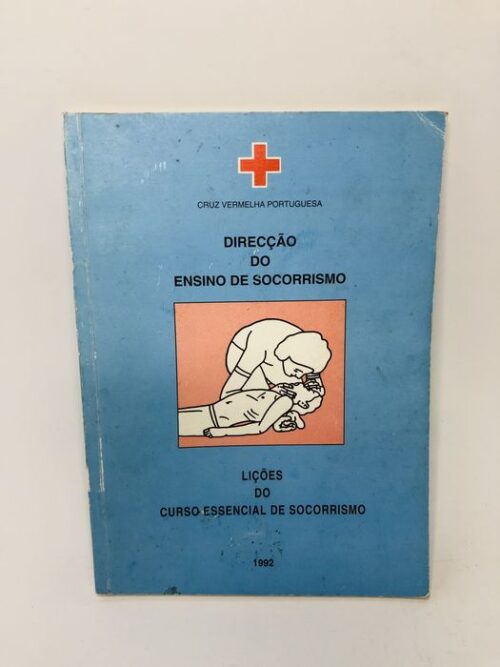 CRUZ VERMELHA PORTUGUESA
DIRECÇÃO
DO
ENSINO DE SOCORRISMO
LIÇÕES
DO
CURSO ESSENCIAL DE SOCORRISMO
1992